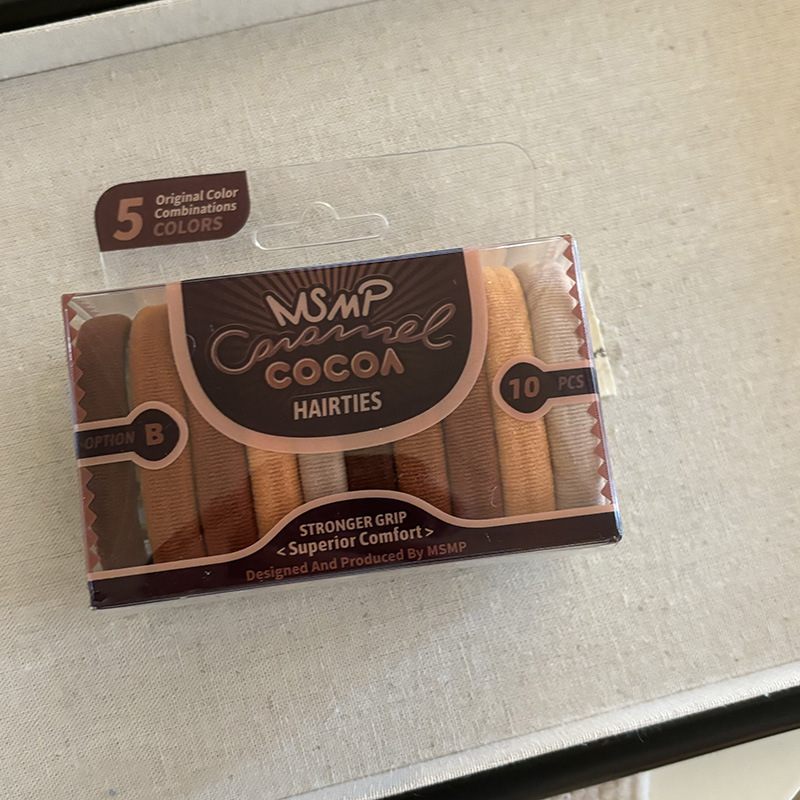 5
Original Color
Combinations
COLORS
MSMP
Caramel
COCOA
HAIRTIES
OPTION B
10 PCS
STRONGER GRIP
< Superior Comfort >
Designed And Produced By MSMP